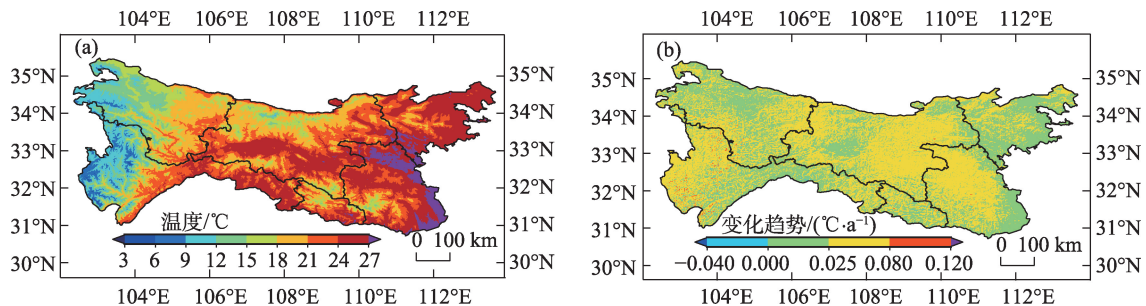 104°E 106°E 108°E 110°E 112°E
(a)
35°N 35°N
34°N 34°N
33°N 33°N
32°N 32°N
31°N 31°N
30°N 30°N
温度/℃
3 6 9 12 15 18 21 24 27
0 100 km
104°E 106°E 108°E 110°E 112°E
104°E 106°E 108°E 110°E 112°E
(b)
35°N 35°N
34°N 34°N
33°N 33°N
32°N 32°N
31°N 31°N
30°N 30°N
变化趋势/(℃·a⁻¹)
−0.040 0.000 0.025 0.080 0.120
0 100 km
104°E 106°E 108°E 110°E 112°E